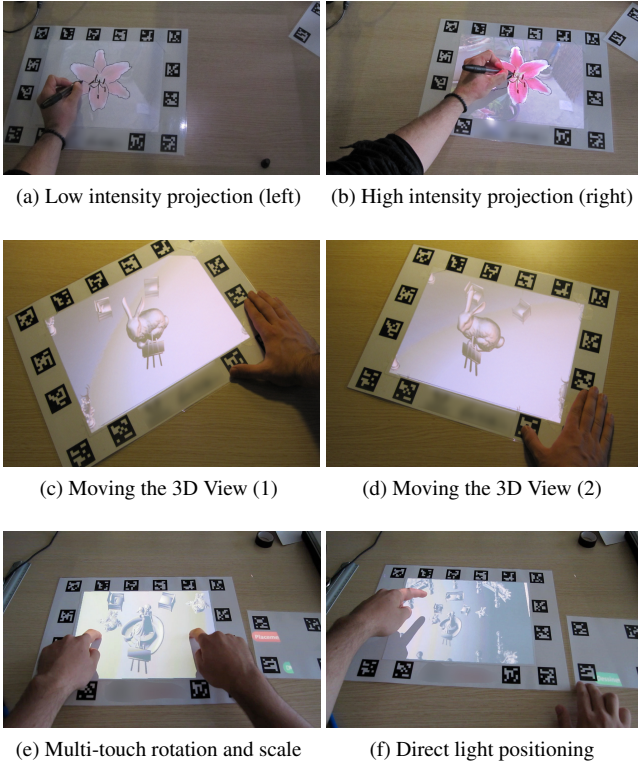 (a) Low intensity projection (left)
(b) High intensity projection (right)
(c) Moving the 3D View (1)
(d) Moving the 3D View (2)
(e) Multi-touch rotation and scale
(f) Direct light positioning